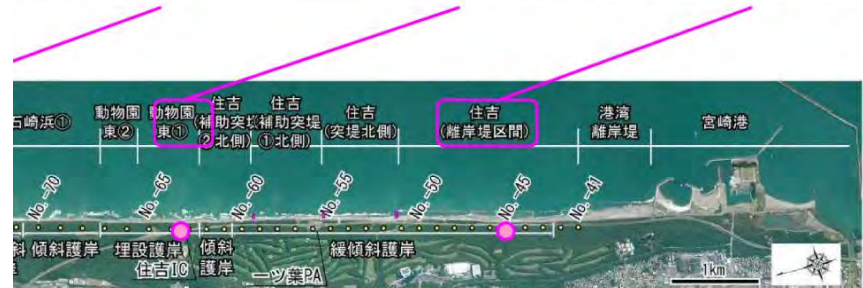 石崎浜①
動物園
東②
動物園
東①
住吉
(補助突堤
②北側)
住吉
(補助突堤
①北側)
住吉
(突堤北側)
住吉
(離岸堤区間)
港湾
離岸堤
宮崎港
No.-70
No.-65
No.-60
No.-55
No.-50
No.-45
No.-41
斜
岸
傾斜護岸
埋設護岸
住吉IC
傾斜
護岸
一ツ葉PA
緩傾斜護岸
1km